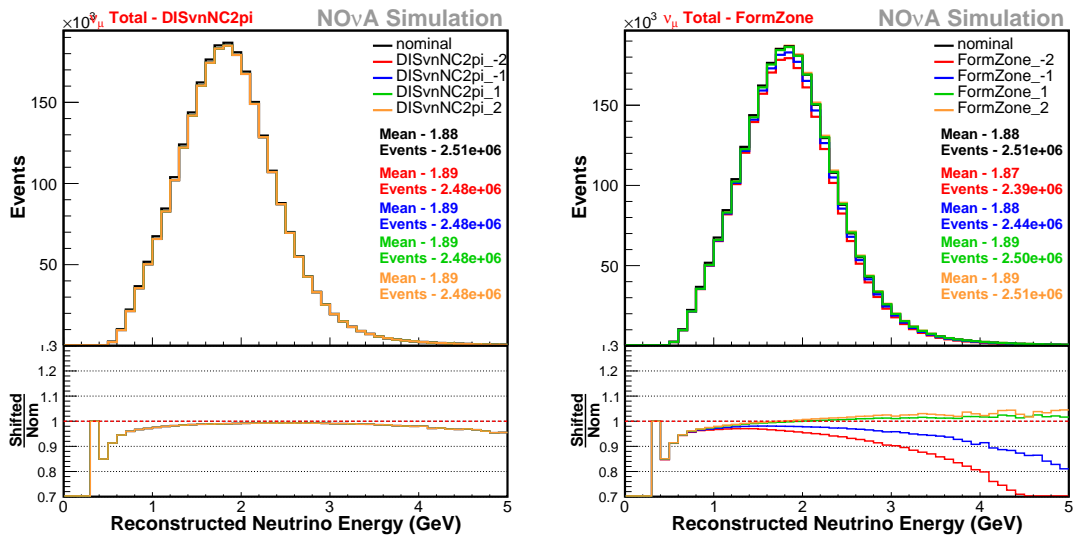 ν_μ Total - DISvnNC2pi
NOνA Simulation
×10³
nominal
DISvnNC2pi_-2
DISvnNC2pi_-1
DISvnNC2pi_1
DISvnNC2pi_2
Mean - 1.88
Events - 2.51e+06
Mean - 1.89
Events - 2.48e+06
Mean - 1.89
Events - 2.48e+06
Mean - 1.89
Events - 2.48e+06
Mean - 1.89
Events - 2.48e+06
Events
150
100
50
Shifted
Nom
1.3
1.2
1.1
1
0.9
0.8
0.7
0 1 2 3 4 5
Reconstructed Neutrino Energy (GeV)
ν_μ Total - FormZone
NOνA Simulation
×10³
nominal
FormZone_-2
FormZone_-1
FormZone_1
FormZone_2
Mean - 1.88
Events - 2.51e+06
Mean - 1.87
Events - 2.39e+06
Mean - 1.88
Events - 2.44e+06
Mean - 1.89
Events - 2.50e+06
Mean - 1.89
Events - 2.51e+06
Events
150
100
50
Shifted
Nom
1.3
1.2
1.1
1
0.9
0.8
0.7
0 1 2 3 4 5
Reconstructed Neutrino Energy (GeV)